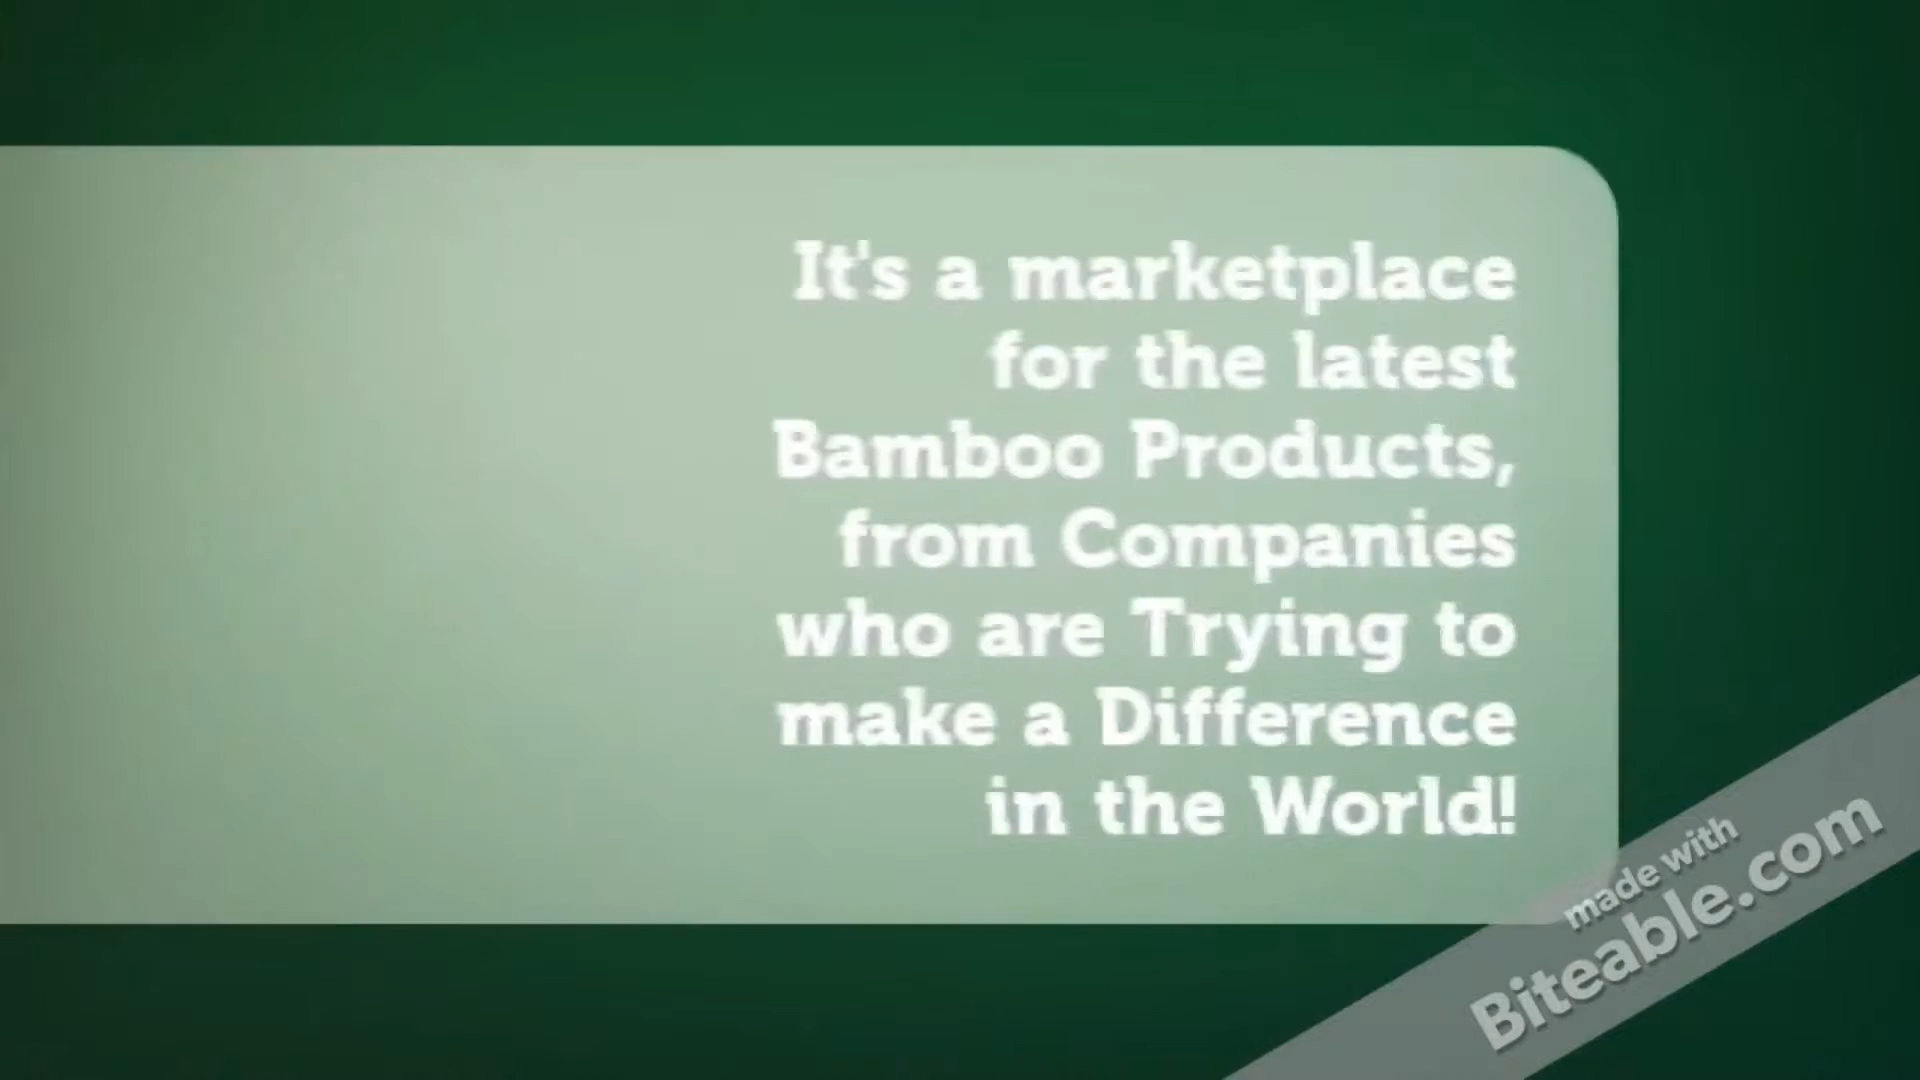 It's a marketplace
for the latest
Bamboo Products,
from Companies
who are Trying to
make a Difference
in the World!
made with
Biteable.com